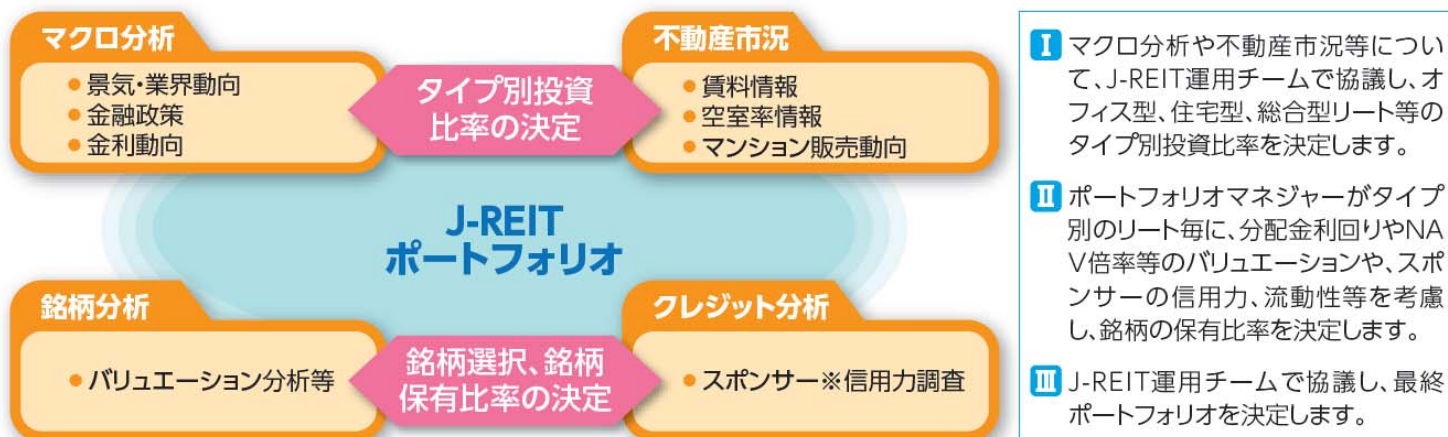 マクロ分析
●景気・業界動向
●金融政策
●金利動向
タイプ別投資
比率の決定
不動産市況
●賃料情報
●空室率情報
●マンション販売動向
J-REIT
ポートフォリオ
銘柄分析
●バリュエーション分析等
銘柄選択、銘柄
保有比率の決定
クレジット分析
●スポンサー※信用力調査
Ⅰ マクロ分析や不動産市況等につい
て、J-REIT運用チームで協議し、オ
フィス型、住宅型、総合型リート等の
タイプ別投資比率を決定します。
Ⅱ ポートフォリオマネジャーがタイプ
別のリート毎に、分配金利回りやNA
V倍率等のバリュエーションや、スポ
ンサーの信用力、流動性等を考慮
し、銘柄の保有比率を決定します。
Ⅲ J-REIT運用チームで協議し、最終
ポートフォリオを決定します。